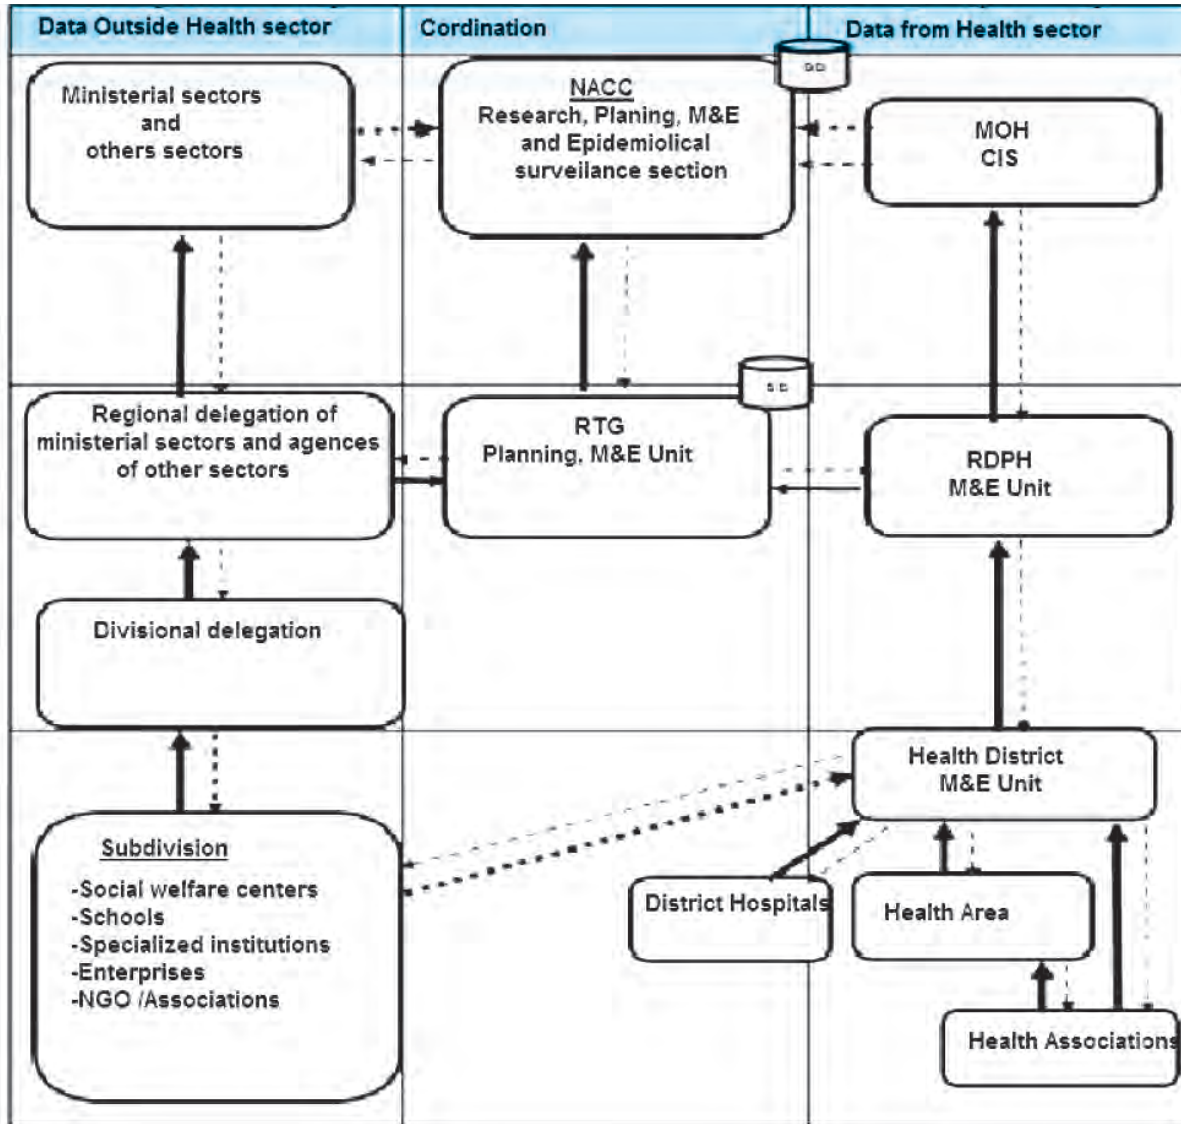 Data Outside Health sector
Cordination
Data from Health sector
Ministerial sectors
and
others sectors
NACC
Research, Planing, M&E
and Epidemiolical
surveilance section
MOH
CIS
Regional delegation of
ministerial sectors and agences
of other sectors
RTG
Planning, M&E Unit
RDPH
M&E Unit
Divisional delegation
Health District
M&E Unit
Subdivision
-Social welfare centers
-Schools
-Specialized institutions
-Enterprises
-NGO /Associations
District Hospitals
Health Area
Health Associations